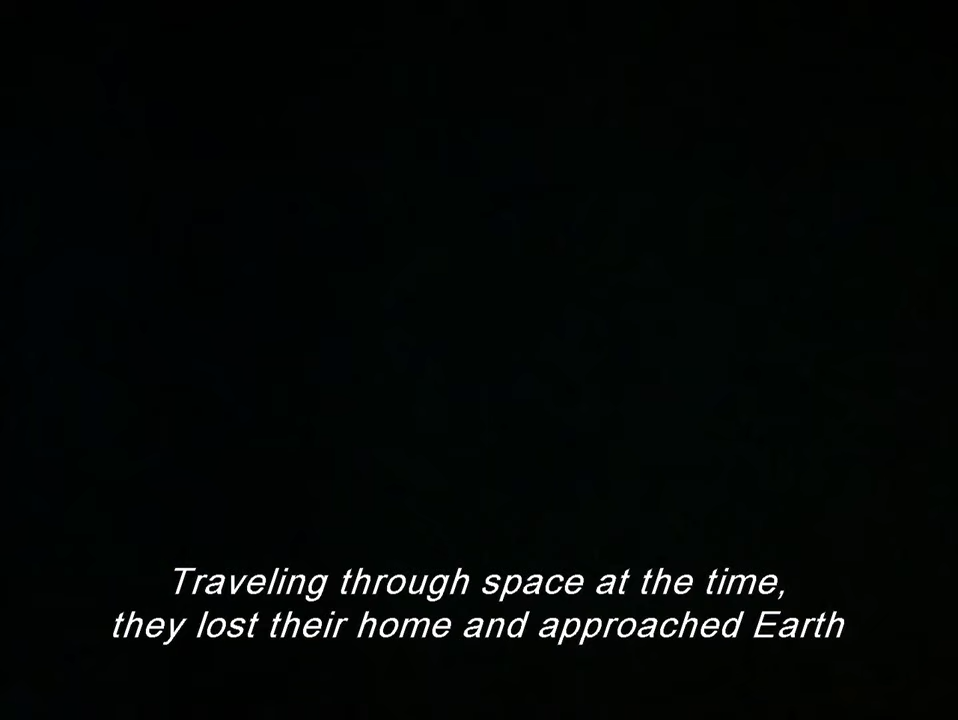 Traveling through space at the time,
they lost their home and approached Earth